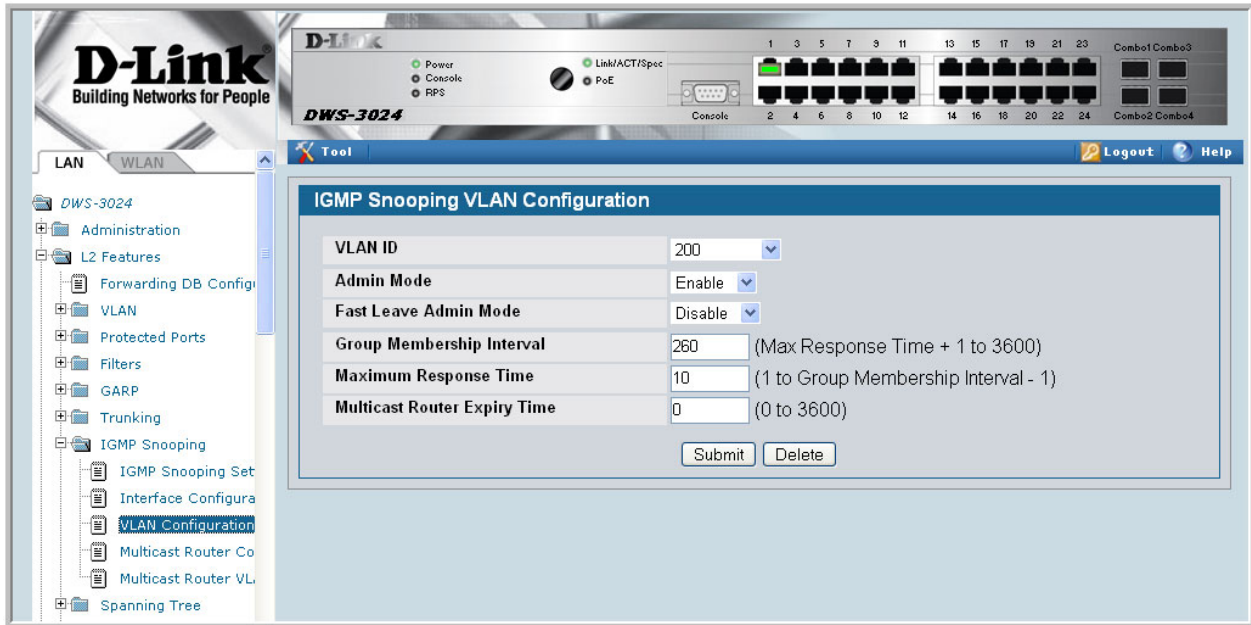 D-Link
Building Networks for People
D-Link
Power
Console
RPS
Link/ACT/Spec
PoE
DWS-3024
Console
1 3 5 7 9 11 13 15 17 19 21 23
2 4 6 8 10 12 14 16 18 20 22 24
Combo1 Combo3
Combo2 Combo4
LAN
WLAN
Tool
Logout
Help
DWS-3024
Administration
L2 Features
Forwarding DB Configu
VLAN
Protected Ports
Filters
GARP
Trunking
IGMP Snooping
IGMP Snooping Set
Interface Configura
VLAN Configuration
Multicast Router Co
Multicast Router VL
Spanning Tree
IGMP Snooping VLAN Configuration
VLAN ID 200
Admin Mode Enable
Fast Leave Admin Mode Disable
Group Membership Interval 260 (Max Response Time + 1 to 3600)
Maximum Response Time 10 (1 to Group Membership Interval - 1)
Multicast Router Expiry Time 0 (0 to 3600)
Submit Delete